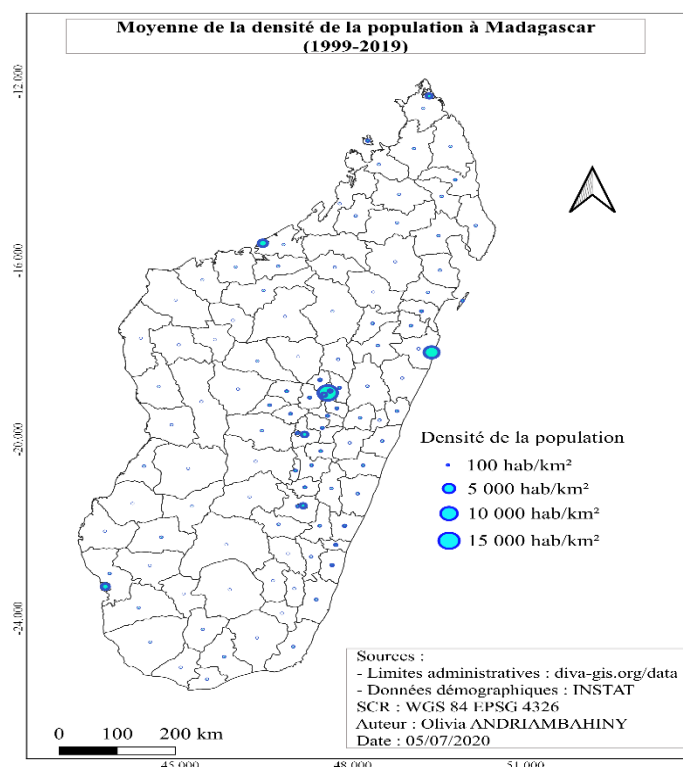 Moyenne de la densité de la population à Madagascar
(1999-2019)
-12.000
-16.000
-20.000
-24.000
Densité de la population
100 hab/km²
5 000 hab/km²
10 000 hab/km²
15 000 hab/km²
Sources :
- Limites administratives : diva-gis.org/data
- Données démographiques : INSTAT
SCR : WGS 84 EPSG 4326
Auteur : Olivia ANDRIAMBAHINY
Date : 05/07/2020
0 100 200 km
45.000 48.000 51.000